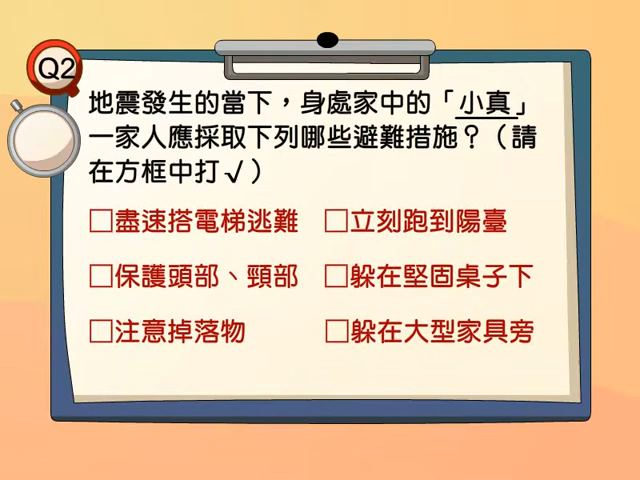 Q2
地震發生的當下，身處家中的「小真」
一家人應採取下列哪些避難措施？（請
在方框中打√）
□盡速搭電梯逃難 □立刻跑到陽臺
□保護頭部、頸部 □躲在堅固桌子下
□注意掉落物 □躲在大型家具旁